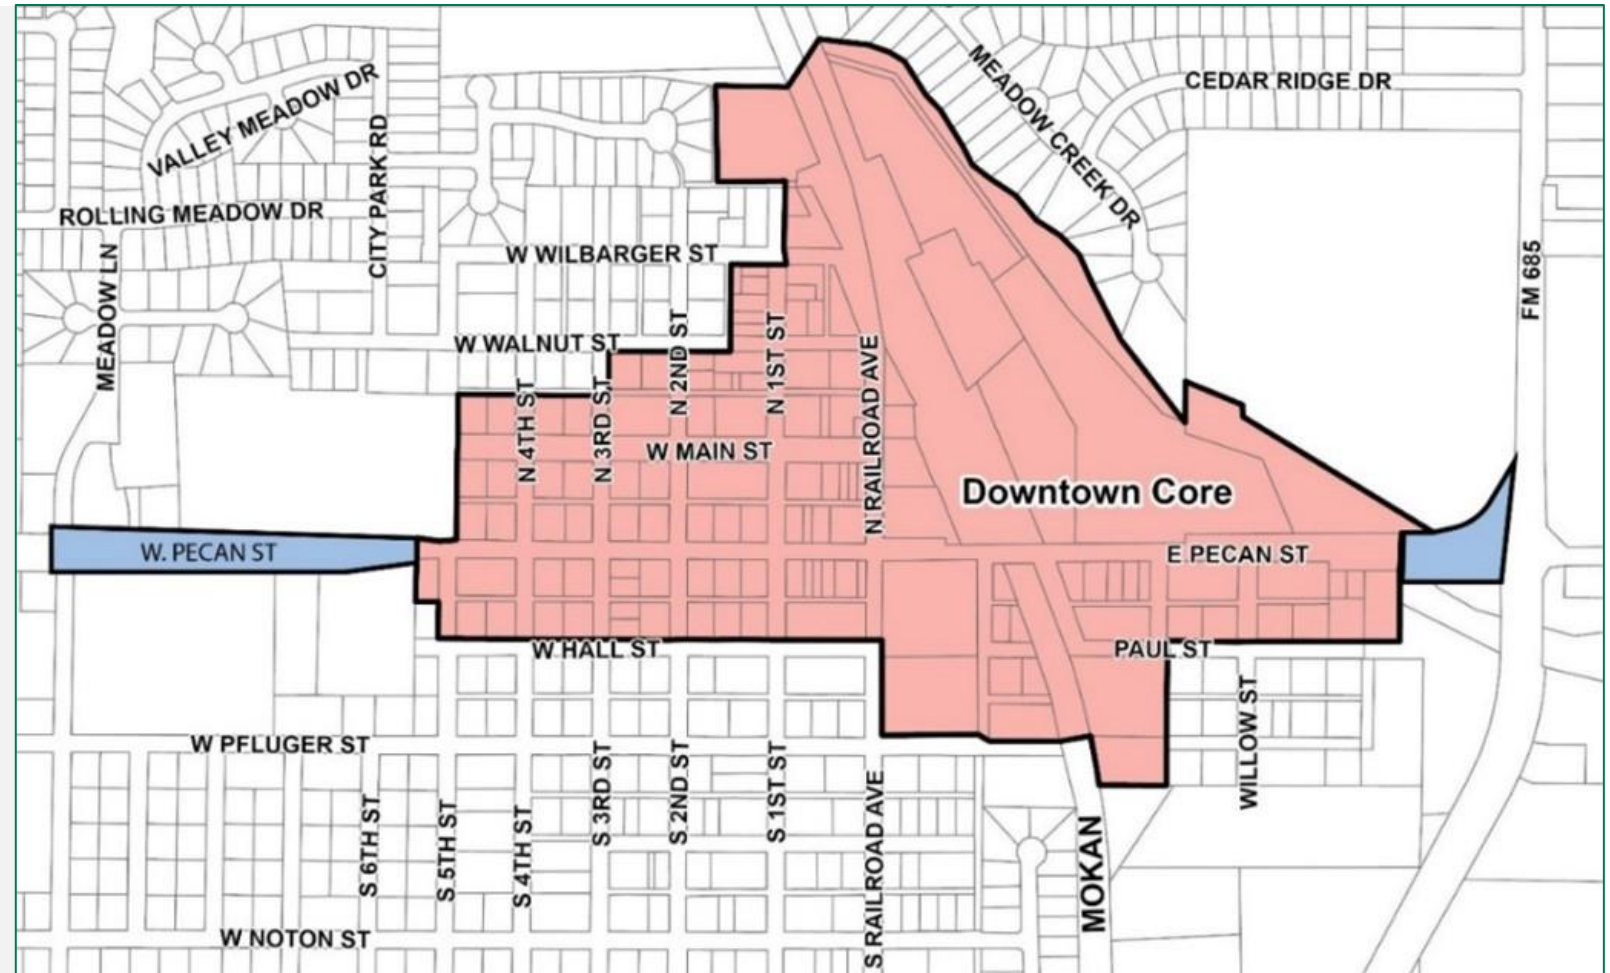 MEADOW CREEK DR
CEDAR RIDGE DR
VALLEY MEADOW DR
CITY PARK RD
ROLLING MEADOW DR
MEADOW LN
W WILBARGER ST
FM 685
W WALNUT ST
N 2ND ST
N 1ST ST
N RAILROAD AVE
N 4TH ST
N 3RD ST
W MAIN ST
Downtown Core
W. PECAN ST
E PECAN ST
W HALL ST
PAUL ST
WILLOW ST
W PFLUGER ST
S 6TH ST
S 5TH ST
S 4TH ST
S 3RD ST
S 2ND ST
S 1ST ST
S RAILROAD AVE
MOKAN
W NOTON ST